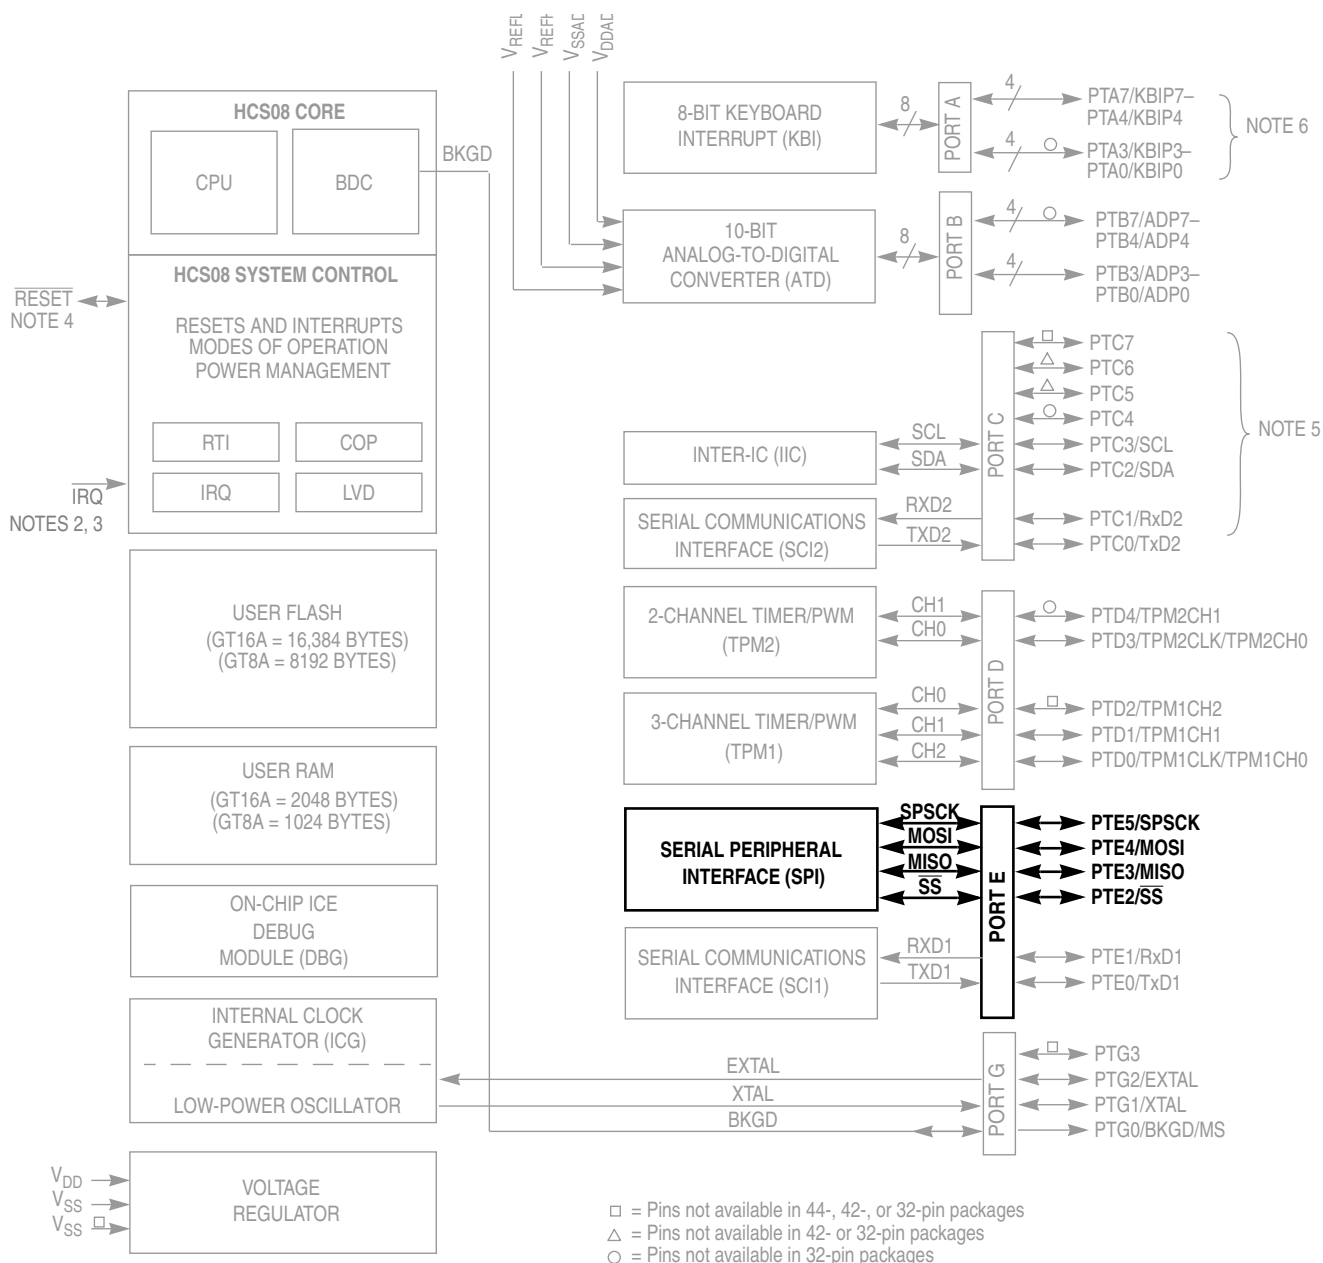 VREFL
VREFH
VSSAD
VDDAD
HCS08 CORE
CPU
BDC
BKGD
HCS08 SYSTEM CONTROL
RESET
NOTE 4
RESETS AND INTERRUPTS
MODES OF OPERATION
POWER MANAGEMENT
RTI
COP
IRQ
LVD
IRQ
NOTES 2, 3
USER FLASH
(GT16A = 16,384 BYTES)
(GT8A = 8192 BYTES)
USER RAM
(GT16A = 2048 BYTES)
(GT8A = 1024 BYTES)
ON-CHIP ICE
DEBUG
MODULE (DBG)
INTERNAL CLOCK
GENERATOR (ICG)
LOW-POWER OSCILLATOR
VDD
VSS
VSS
VOLTAGE
REGULATOR
8-BIT KEYBOARD
INTERRUPT (KBI)
8
PORT A
4
PTA7/KBIP7–
PTA4/KBIP4
4
PTA3/KBIP3–
PTA0/KBIP0
NOTE 6
10-BIT
ANALOG-TO-DIGITAL
CONVERTER (ATD)
8
PORT B
4
PTB7/ADP7–
PTB4/ADP4
4
PTB3/ADP3–
PTB0/ADP0
INTER-IC (IIC)
SCL
SDA
SERIAL COMMUNICATIONS
INTERFACE (SCI2)
RXD2
TXD2
PORT C
PTC7
PTC6
PTC5
PTC4
PTC3/SCL
PTC2/SDA
PTC1/RxD2
PTC0/TxD2
NOTE 5
2-CHANNEL TIMER/PWM
(TPM2)
CH1
CH0
3-CHANNEL TIMER/PWM
(TPM1)
CH0
CH1
CH2
PORT D
PTD4/TPM2CH1
PTD3/TPM2CLK/TPM2CH0
PTD2/TPM1CH2
PTD1/TPM1CH1
PTD0/TPM1CLK/TPM1CH0
SERIAL PERIPHERAL
INTERFACE (SPI)
SPSCK
MOSI
MISO
SS
PORT E
PTE5/SPSCK
PTE4/MOSI
PTE3/MISO
PTE2/SS
SERIAL COMMUNICATIONS
INTERFACE (SCI1)
RXD1
TXD1
PTE1/RxD1
PTE0/TxD1
EXTAL
XTAL
BKGD
PORT G
PTG3
PTG2/EXTAL
PTG1/XTAL
PTG0/BKGD/MS
□ = Pins not available in 44-, 42-, or 32-pin packages
△ = Pins not available in 42- or 32-pin packages
○ = Pins not available in 32-pin packages